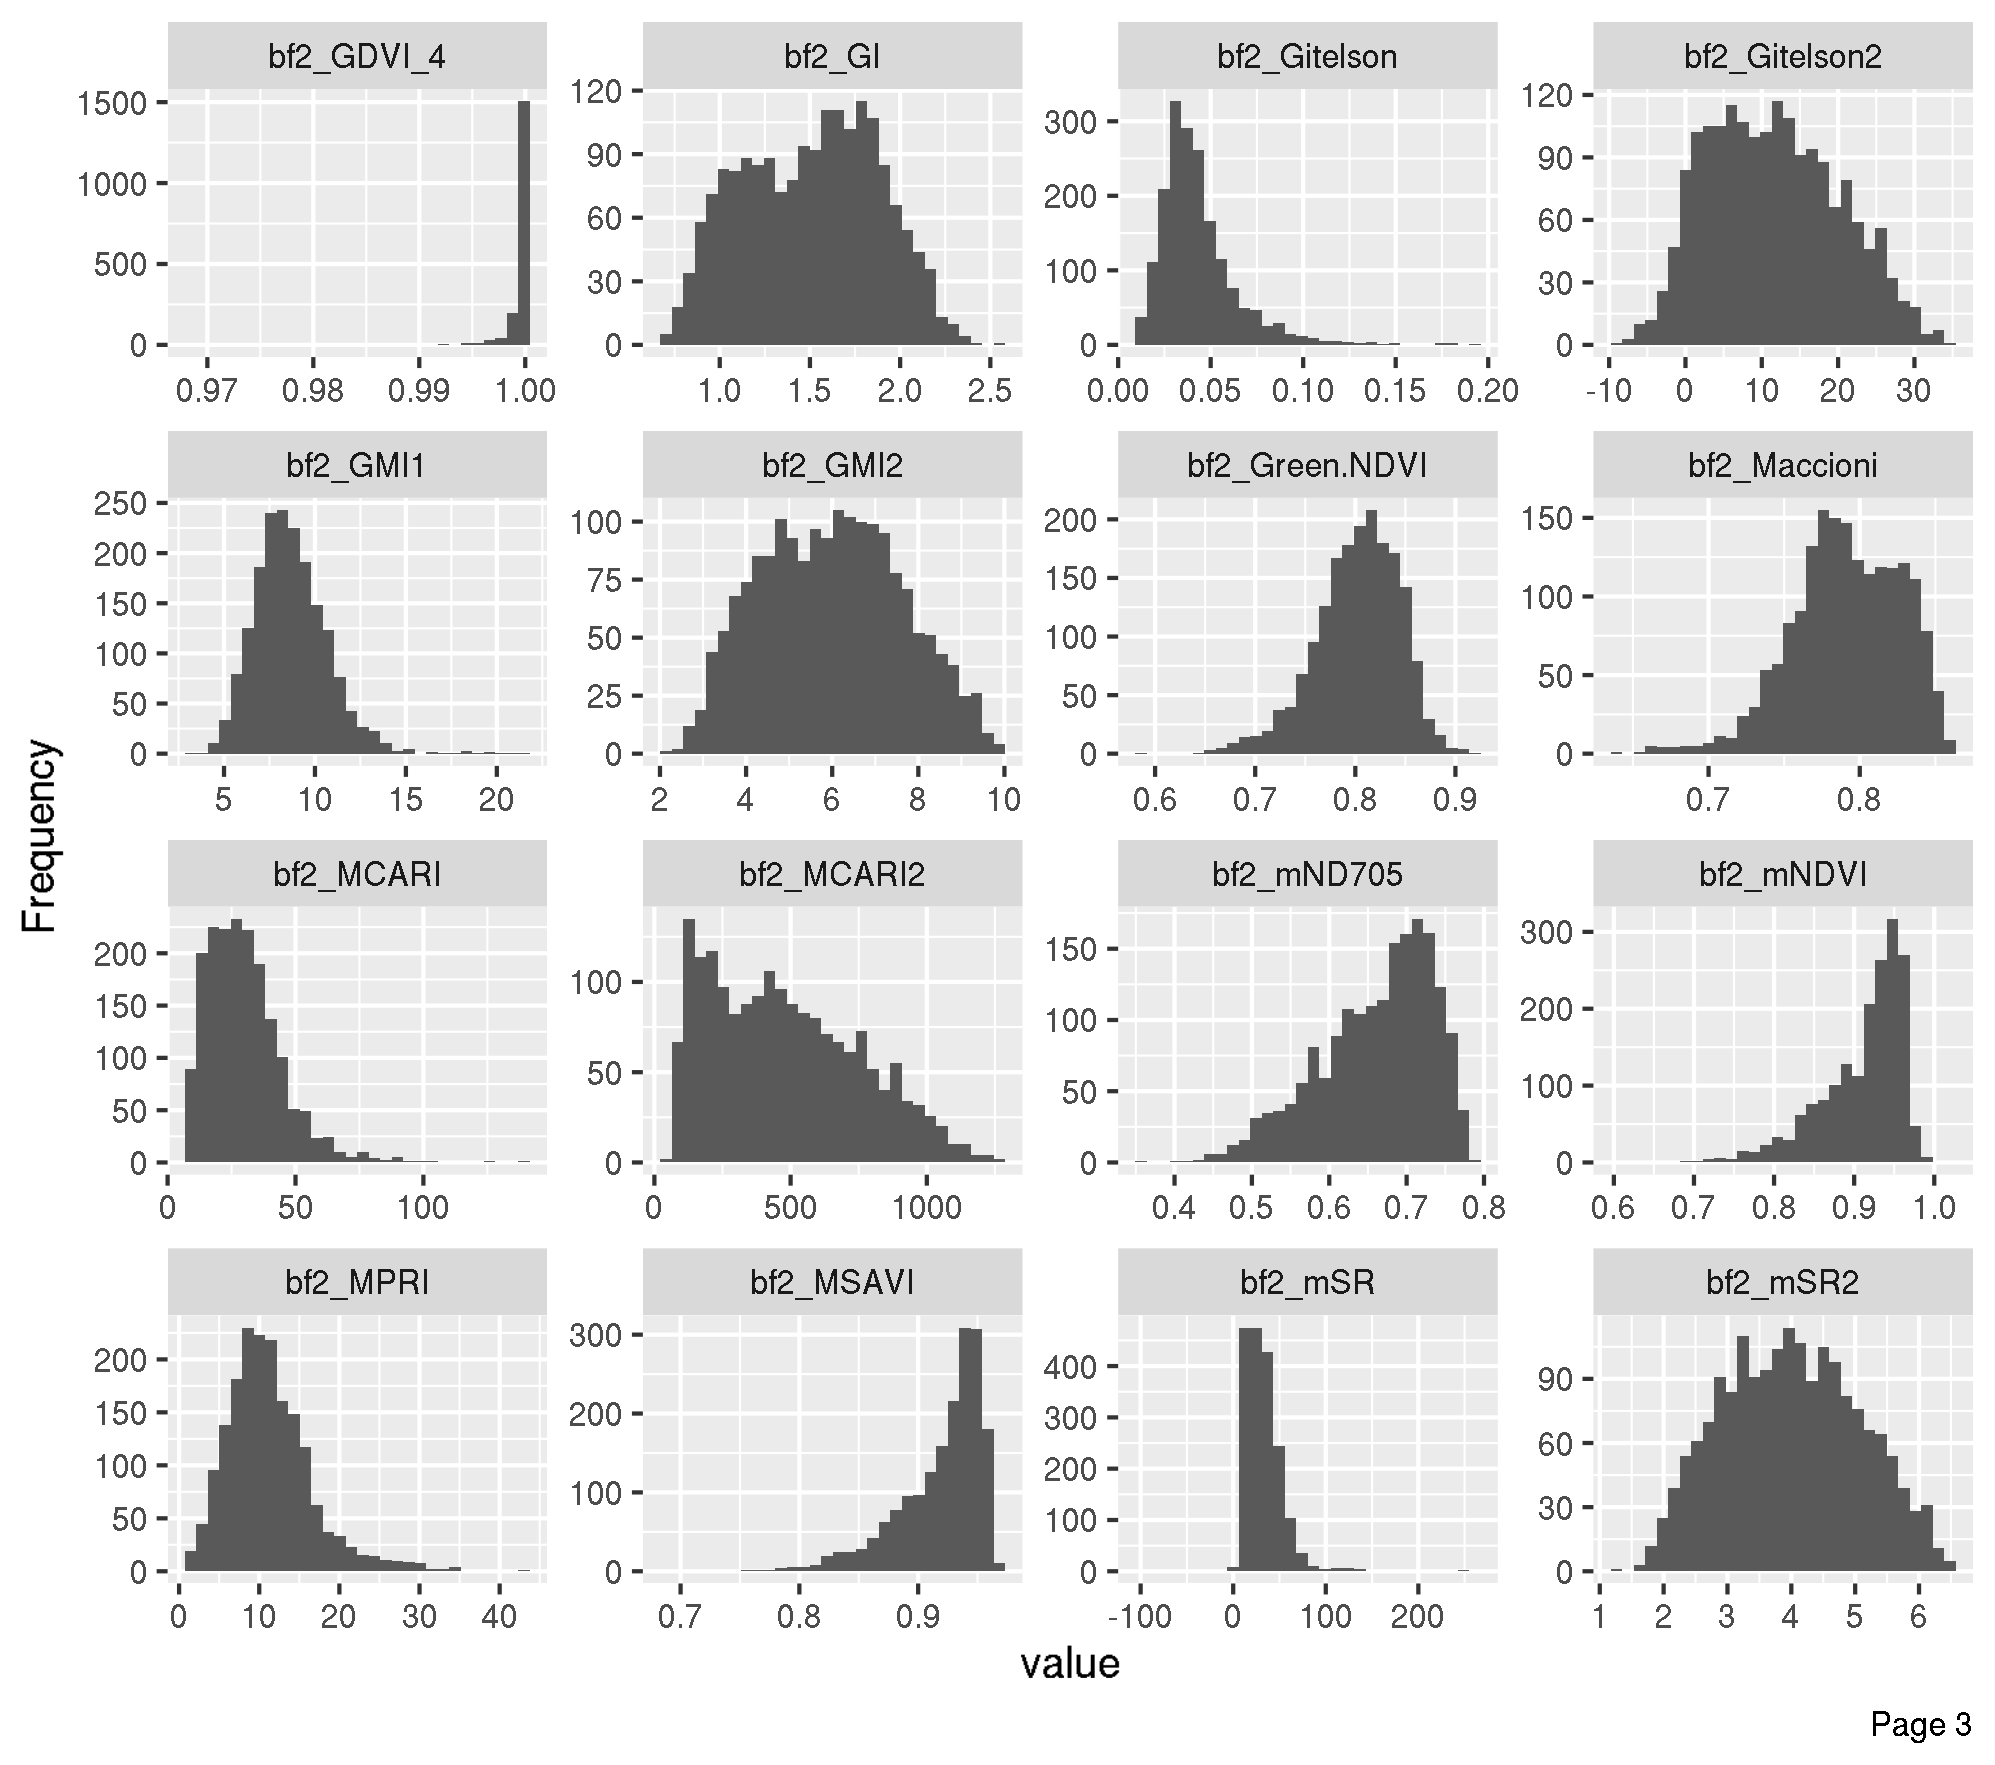 bf2_GDVI_4 bf2_GI bf2_Gitelson bf2_Gitelson2
1500 1000 500 0
0.97 0.98 0.99 1.00
120 90 60 30 0
1.0 1.5 2.0 2.5
300 200 100 0
0.00 0.05 0.10 0.15 0.20
120 90 60 30 0
-10 0 10 20 30
bf2_GMI1 bf2_GMI2 bf2_Green.NDVI bf2_Maccioni
250 200 150 100 50 0
5 10 15 20
100 75 50 25 0
2 4 6 8 10
200 150 100 50 0
0.6 0.7 0.8 0.9
150 100 50 0
0.7 0.8
Frequency
bf2_MCARI bf2_MCARI2 bf2_mND705 bf2_mNDVI
200 150 100 50 0
0 50 100
100 50 0
0 500 1000
150 100 50 0
0.4 0.5 0.6 0.7 0.8
300 200 100 0
0.6 0.7 0.8 0.9 1.0
bf2_MPRI bf2_MSAVI bf2_mSR bf2_mSR2
200 150 100 50 0
0 10 20 30 40
300 200 100 0
0.7 0.8 0.9
400 300 200 100 0
-100 0 100 200
90 60 30 0
1 2 3 4 5 6
value
Page 3